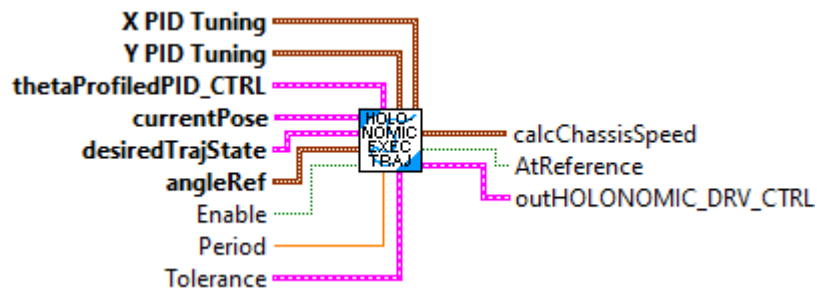 X PID Tuning
Y PID Tuning
thetaProfiledPID_CTRL
currentPose
desiredTrajState
angleRef
Enable
Period
Tolerance
HOLO-
NOMIC
EXEC
TRAJ
calcChassisSpeed
AtReference
outHOLONOMIC_DRV_CTRL